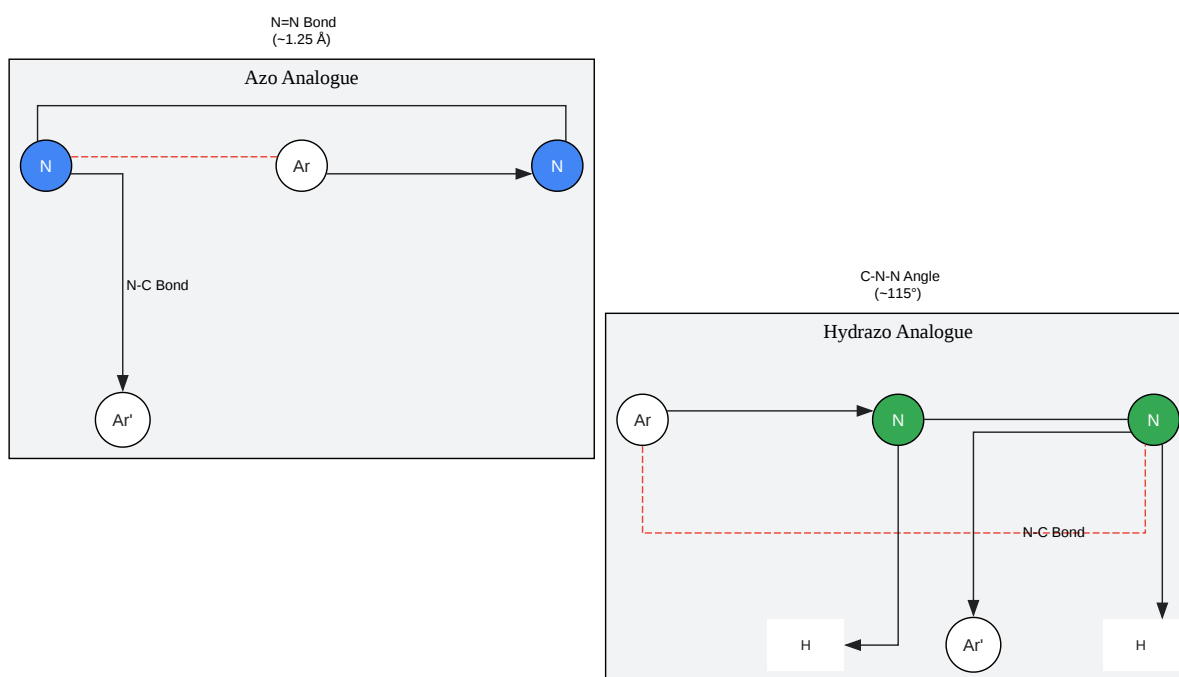 N=N Bond
(~1.25 Å)
Azo Analogue
N
Ar
N
N-C Bond
Ar'
C-N-N Angle
(~115°)
Hydrazo Analogue
Ar
N
N
N-C Bond
H
Ar'
H